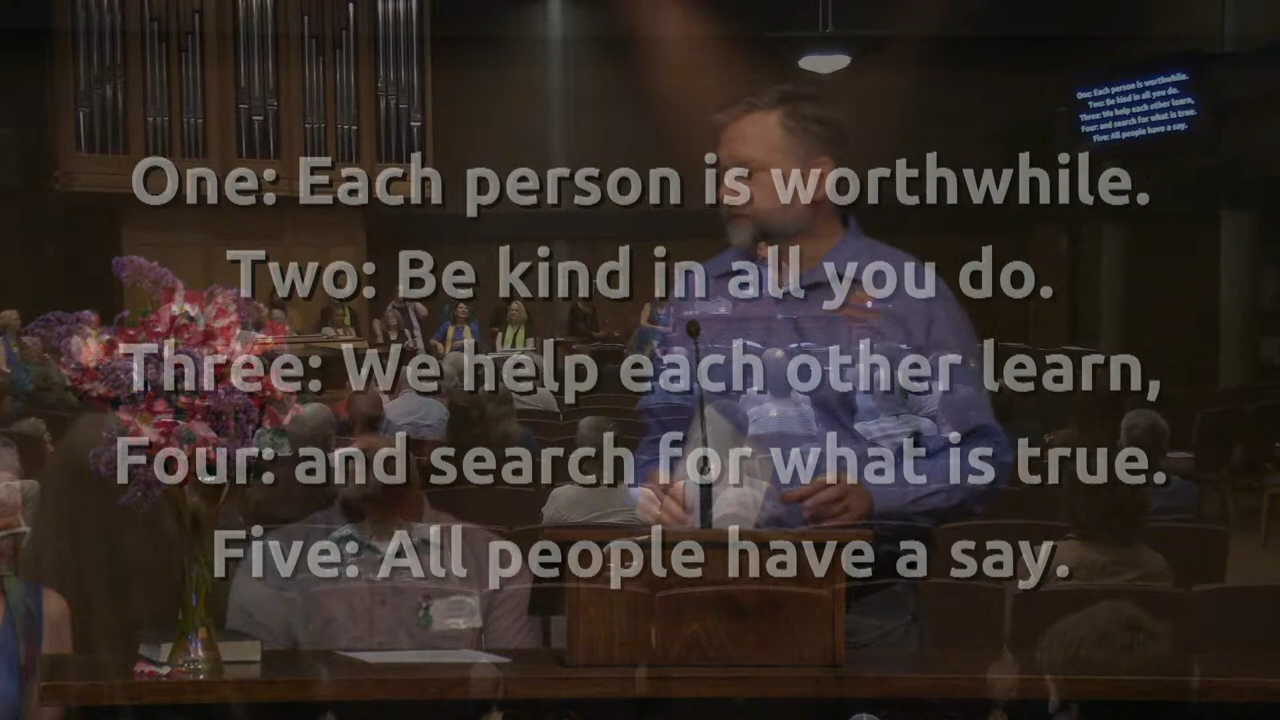 One: Each person is worthwhile.
Two: Be kind in all you do.
Three: We help each other learn,
Four: and search for what is true.
Five: All people have a say.
One: Each person is worthwhile.
Two: Be kind in all you do.
Three: We help each other learn,
Four: and search for what is true.
Five: All people have a say.